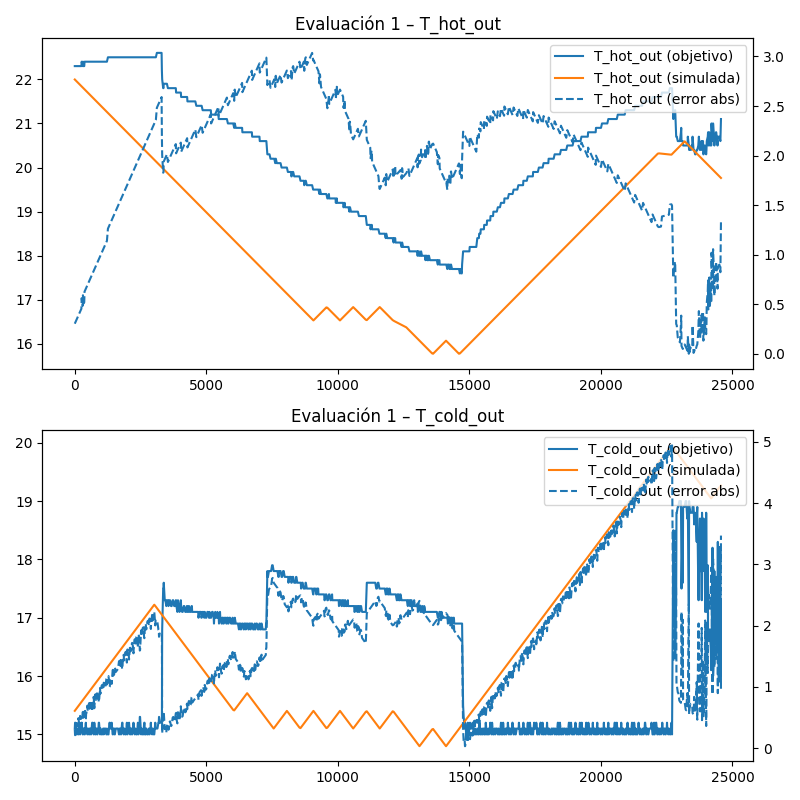 Evaluación 1 – T_hot_out
T_hot_out (objetivo)
T_hot_out (simulada)
T_hot_out (error abs)
22
21
20
19
18
17
16
3.0
2.5
2.0
1.5
1.0
0.5
0.0
0 5000 10000 15000 20000 25000
Evaluación 1 – T_cold_out
T_cold_out (objetivo)
T_cold_out (simulada)
T_cold_out (error abs)
20
19
18
17
16
15
5
4
3
2
1
0
0 5000 10000 15000 20000 25000